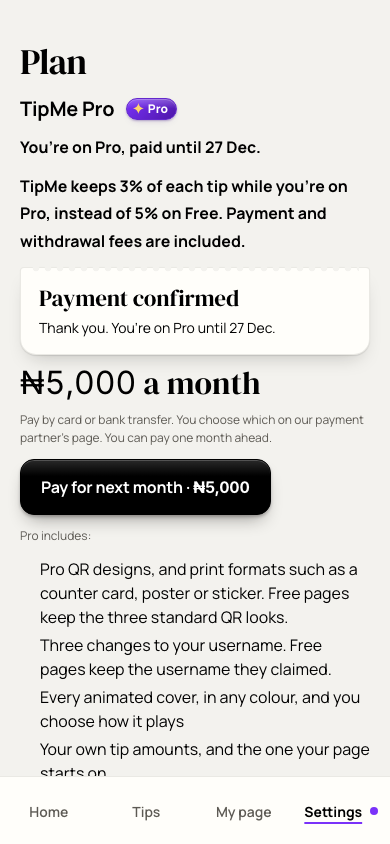 Plan
TipMe Pro ✦ Pro
You're on Pro, paid until 27 Dec.
TipMe keeps 3% of each tip while you're on
Pro, instead of 5% on Free. Payment and
withdrawal fees are included.
Payment confirmed
Thank you. You're on Pro until 27 Dec.
₦5,000 a month
Pay by card or bank transfer. You choose which on our payment
partner's page. You can pay one month ahead.
Pay for next month · ₦5,000
Pro includes:
Pro QR designs, and print formats such as a
counter card, poster or sticker. Free pages
keep the three standard QR looks.
Three changes to your username. Free
pages keep the username they claimed.
Every animated cover, in any colour, and you
choose how it plays
Your own tip amounts, and the one your page
starts on
Home Tips My page Settings